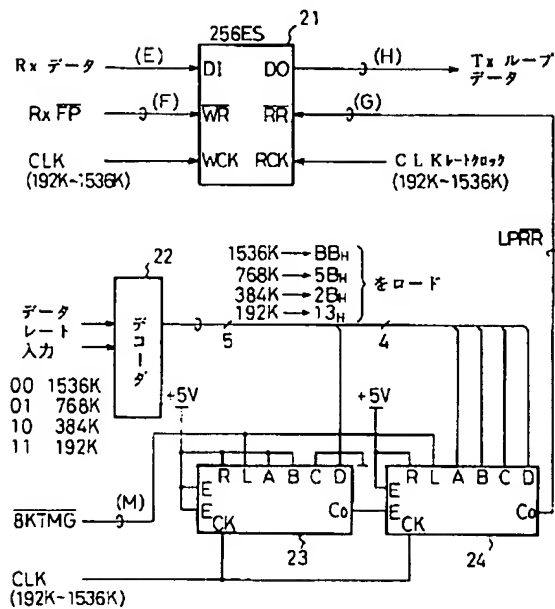 21
256ES
Rx データ (E) DI DO (H) Tx ループ
データ
Rx FP (F) WR RR (G)
CLK WCK RCK CLKレートクロック
(192K~1536K) (192K~1536K)
LPRR
22
1536K→BBH
768K→5BH
384K→2BH
192K→13H
をロード
データ
レート
入力
デコーダ
5 4
00 1536K
01 768K
10 384K
11 192K
+5V +5V
R L A B C D R L A B C D
E E
E Co E Co
CK CK
8KTMG (M)
23 24
CLK
(192K~1536K)